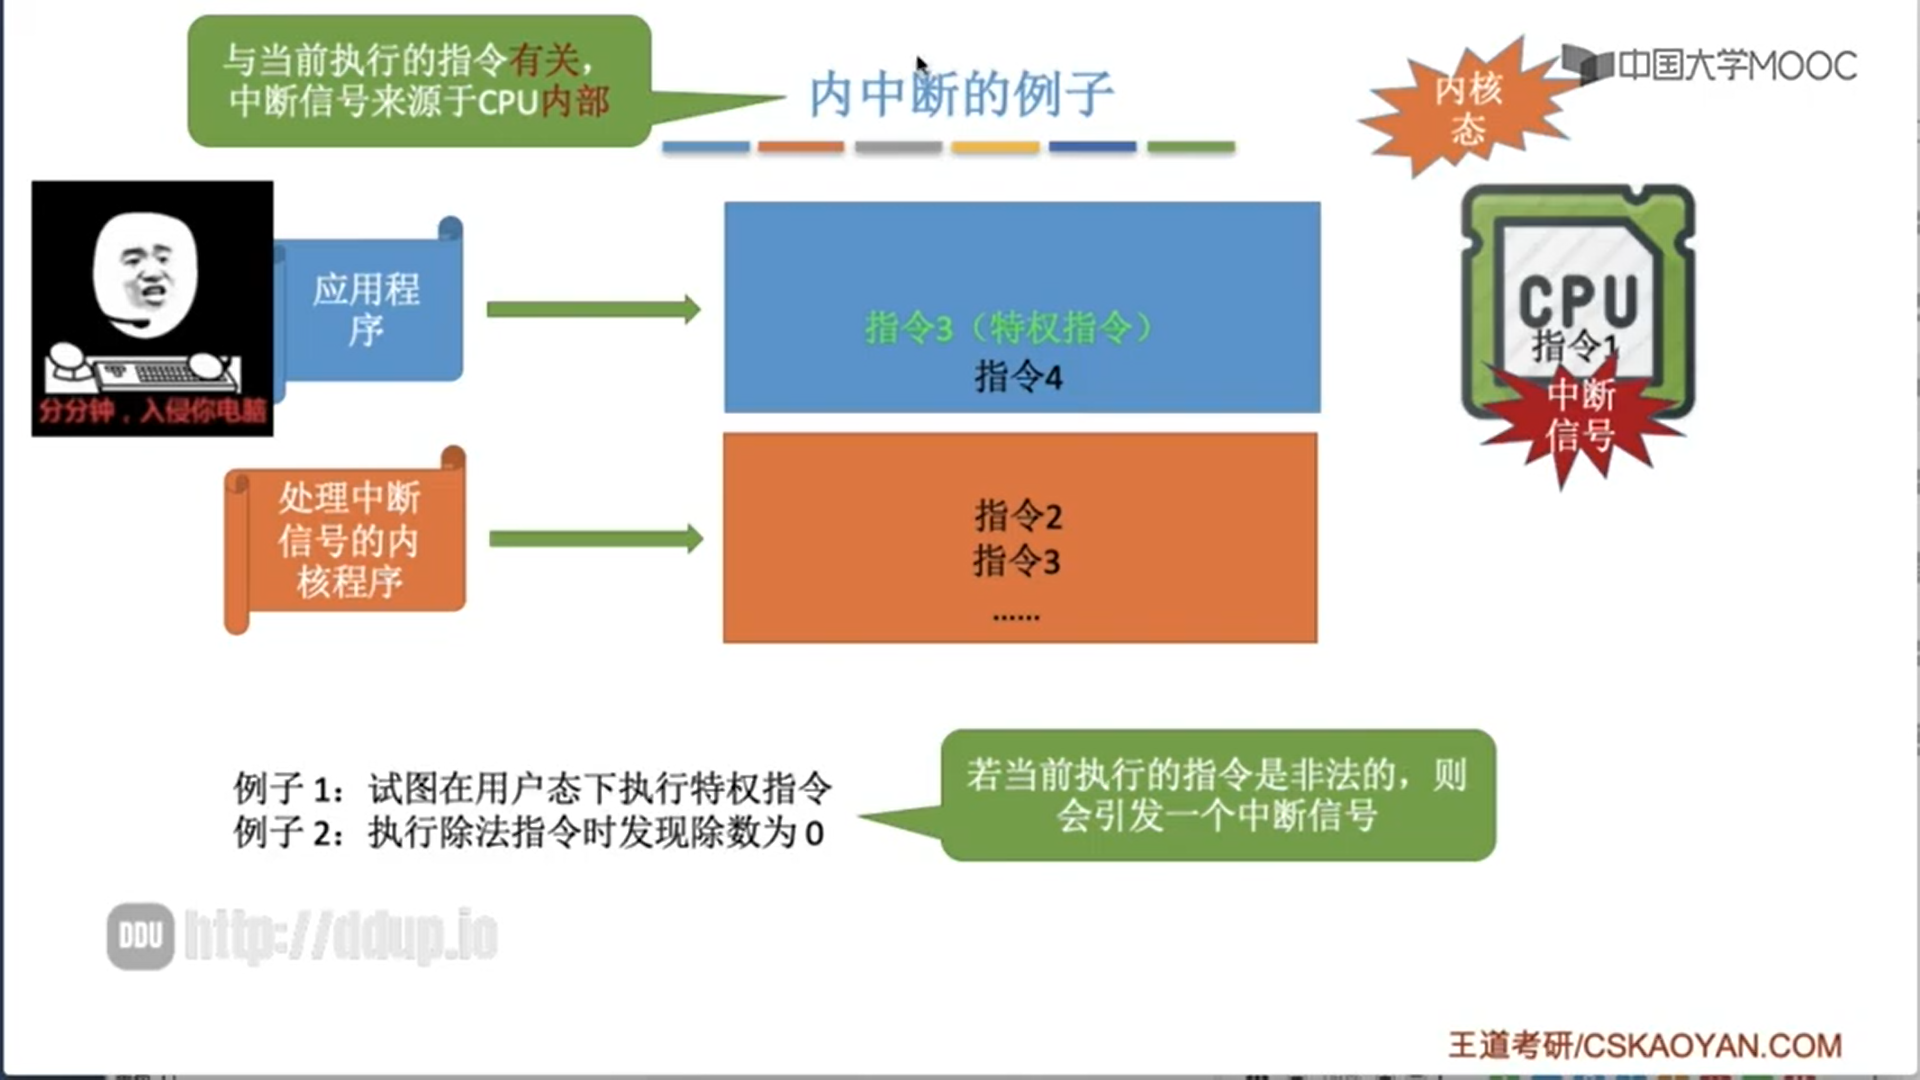 与当前执行的指令有关，
中断信号来源于CPU内部
内中断的例子
内核
态
中国大学MOOC
应用程
序
分分钟，入侵你电脑
指令3（特权指令）
指令4
CPU
指令1
中断
信号
处理中断
信号的内
核程序
指令2
指令3
......
例子 1：试图在用户态下执行特权指令
例子 2：执行除法指令时发现除数为 0
若当前执行的指令是非法的，则
会引发一个中断信号
DDU http://ddup.io
王道考研/CSKAOYAN.COM